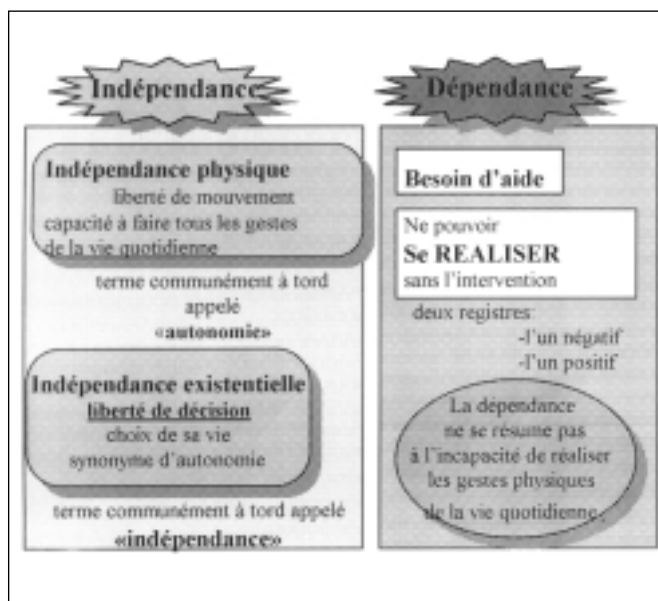 Indépendance
Indépendance physique
liberté de mouvement
capacité à faire tous les gestes
de la vie quotidienne
terme communément à tord
appelé
«autonomie»
Indépendance existentielle
liberté de décision
choix de sa vie
synonyme d'autonomie
terme communément à tord appelé
«indépendance»
Dépendance
Besoin d'aide
Ne pouvoir
Se REALISER
sans l'intervention
deux registres:
-l'un négatif
-l'un positif
La dépendance
ne se résume pas
à l'incapacité de réaliser
les gestes physiques
de la vie quotidienne